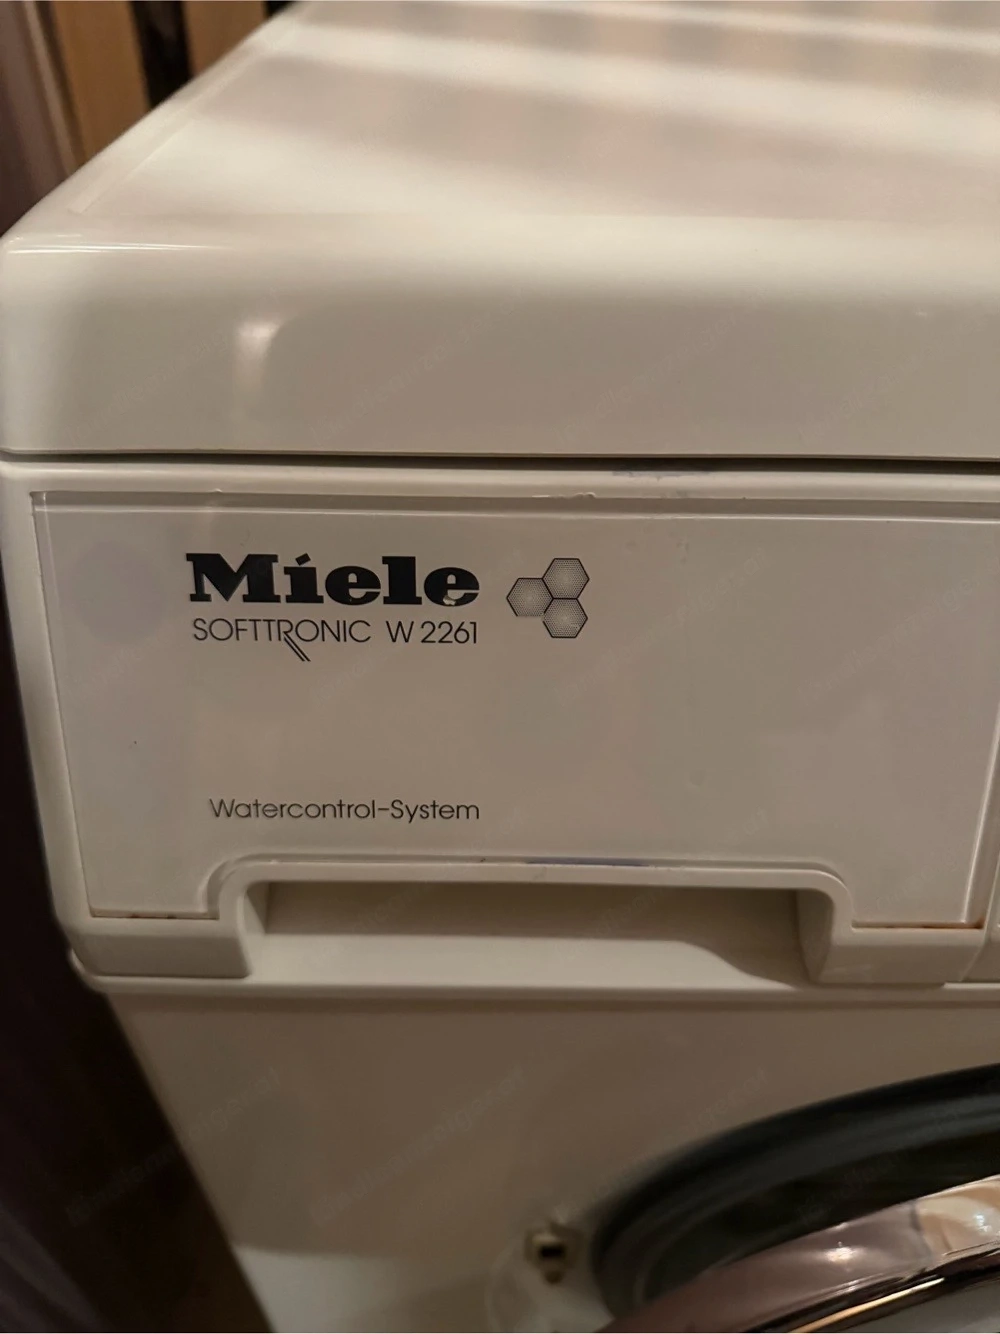 Miele
SOFTTRONIC W 2261
Watercontrol-System